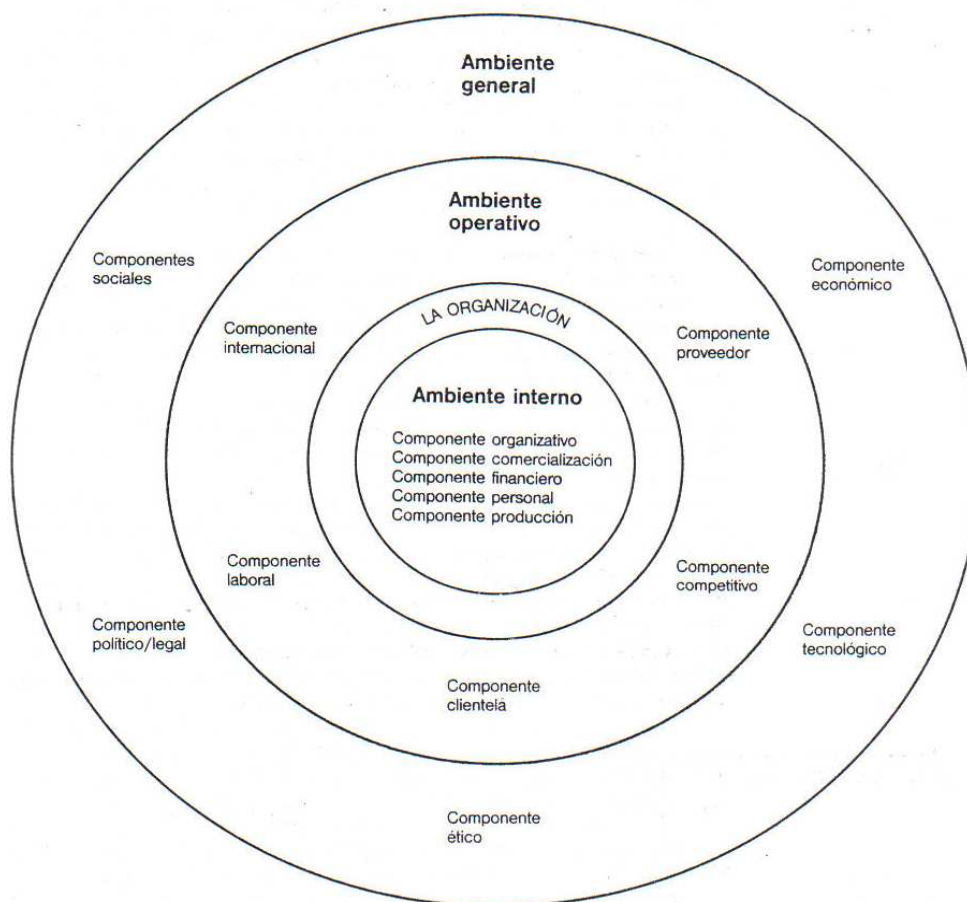 Ambiente
general
Ambiente
operativo
Componentes
sociales
Componente
económico
LA ORGANIZACIÓN
Componente
internacional
Componente
proveedor
Ambiente interno
Componente organizativo
Componente comercialización
Componente financiero
Componente personal
Componente producción
Componente
laboral
Componente
competitivo
Componente
político/legal
Componente
tecnológico
Componente
clientela
Componente
ético